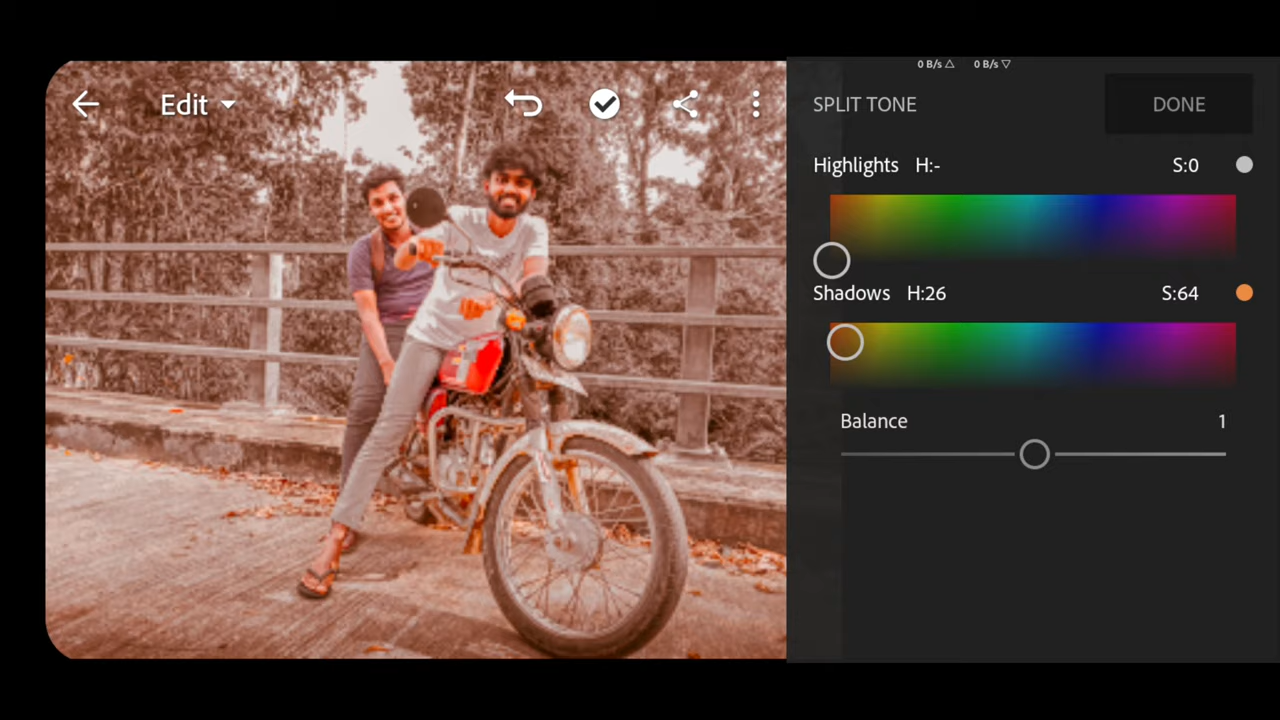 0 B/s △ 0 B/s ▽
Edit
SPLIT TONE
DONE
Highlights H:- S:0
Shadows H:26 S:64
Balance 1